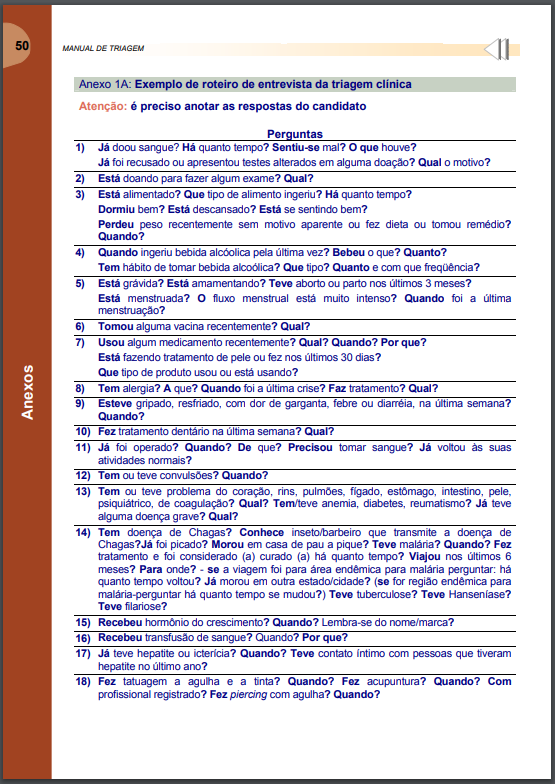 50
MANUAL DE TRIAGEM
Anexo 1A: Exemplo de roteiro de entrevista da triagem clínica
Atenção: é preciso anotar as respostas do candidato
Perguntas
1) Já doou sangue? Há quanto tempo? Sentiu-se mal? O que houve?
Já foi recusado ou apresentou testes alterados em alguma doação? Qual o motivo?
2) Está doando para fazer algum exame? Qual?
3) Está alimentado? Que tipo de alimento ingeriu? Há quanto tempo?
Dormiu bem? Está descansado? Está se sentindo bem?
Perdeu peso recentemente sem motivo aparente ou fez dieta ou tomou remédio?
Quando?
4) Quando ingeriu bebida alcóolica pela última vez? Bebeu o que? Quanto?
Tem hábito de tomar bebida alcoólica? Que tipo? Quanto e com que freqüência?
5) Está grávida? Está amamentando? Teve aborto ou parto nos últimos 3 meses?
Está menstruada? O fluxo menstrual está muito intenso? Quando foi a última
menstruação?
6) Tomou alguma vacina recentemente? Qual?
7) Usou algum medicamento recentemente? Qual? Quando? Por que?
Está fazendo tratamento de pele ou fez nos últimos 30 dias?
Que tipo de produto usou ou está usando?
8) Tem alergia? A que? Quando foi a última crise? Faz tratamento? Qual?
9) Esteve gripado, resfriado, com dor de garganta, febre ou diarréia, na última semana?
Quando?
10) Fez tratamento dentário na última semana? Qual?
11) Já foi operado? Quando? De que? Precisou tomar sangue? Já voltou às suas
atividades normais?
12) Tem ou teve convulsões? Quando?
13) Tem ou teve problema do coração, rins, pulmões, fígado, estômago, intestino, pele,
psiquiátrico, de coagulação? Qual? Tem/teve anemia, diabetes, reumatismo? Já teve
alguma doença grave? Qual?
14) Tem doença de Chagas? Conhece inseto/barbeiro que transmite a doença de
Chagas?Já foi picado? Morou em casa de pau a pique? Teve malária? Quando? Fez
tratamento e foi considerado (a) curado (a) há quanto tempo? Viajou nos últimos 6
meses? Para onde? - se a viagem foi para área endêmica para malária perguntar: há
quanto tempo voltou? Já morou em outra estado/cidade? (se for região endêmica para
malária-perguntar há quanto tempo se mudou?) Teve tuberculose? Teve Hanseníase?
Teve filariose?
15) Recebeu hormônio do crescimento? Quando? Lembra-se do nome/marca?
16) Recebeu transfusão de sangue? Quando? Por que?
17) Já teve hepatite ou icterícia? Quando? Teve contato íntimo com pessoas que tiveram
hepatite no último ano?
18) Fez tatuagem a agulha e a tinta? Quando? Fez acupuntura? Quando? Com
profissional registrado? Fez piercing com agulha? Quando?
Anexos